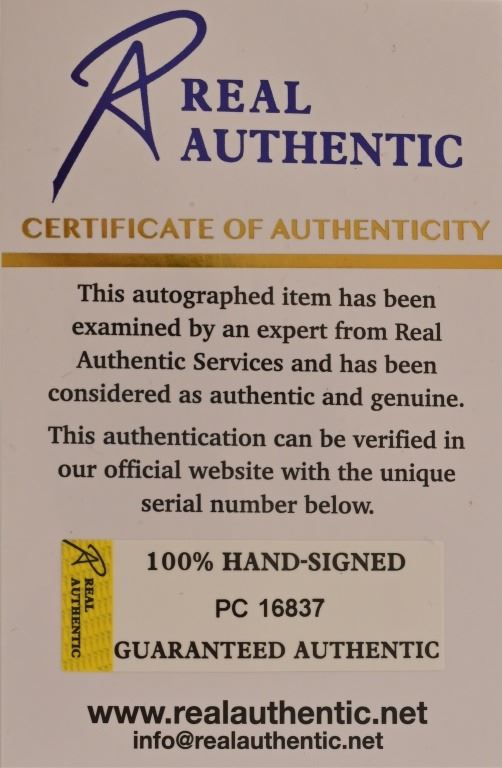 REAL
AUTHENTIC
CERTIFICATE OF AUTHENTICITY
This autographed item has been
examined by an expert from Real
Authentic Services and has been
considered as authentic and genuine.
This authentication can be verified in
our official website with the unique
serial number below.
REAL
AUTHENTIC
100% HAND-SIGNED
PC 16837
GUARANTEED AUTHENTIC
www.realauthentic.net
info@realauthentic.net